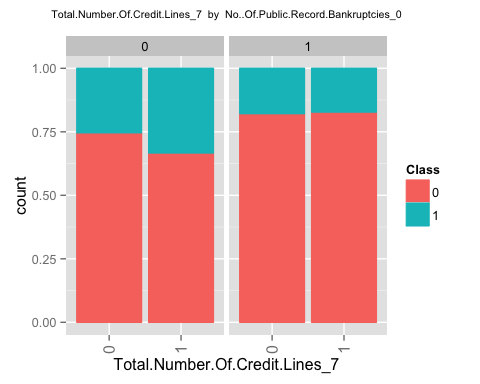 Total.Number.Of.Credit.Lines_7 by No..Of.Public.Record.Bankruptcies_0
0 1
1.00
0.75
0.50
0.25
0.00
count
0 1 0 1
Total.Number.Of.Credit.Lines_7
Class
0
1